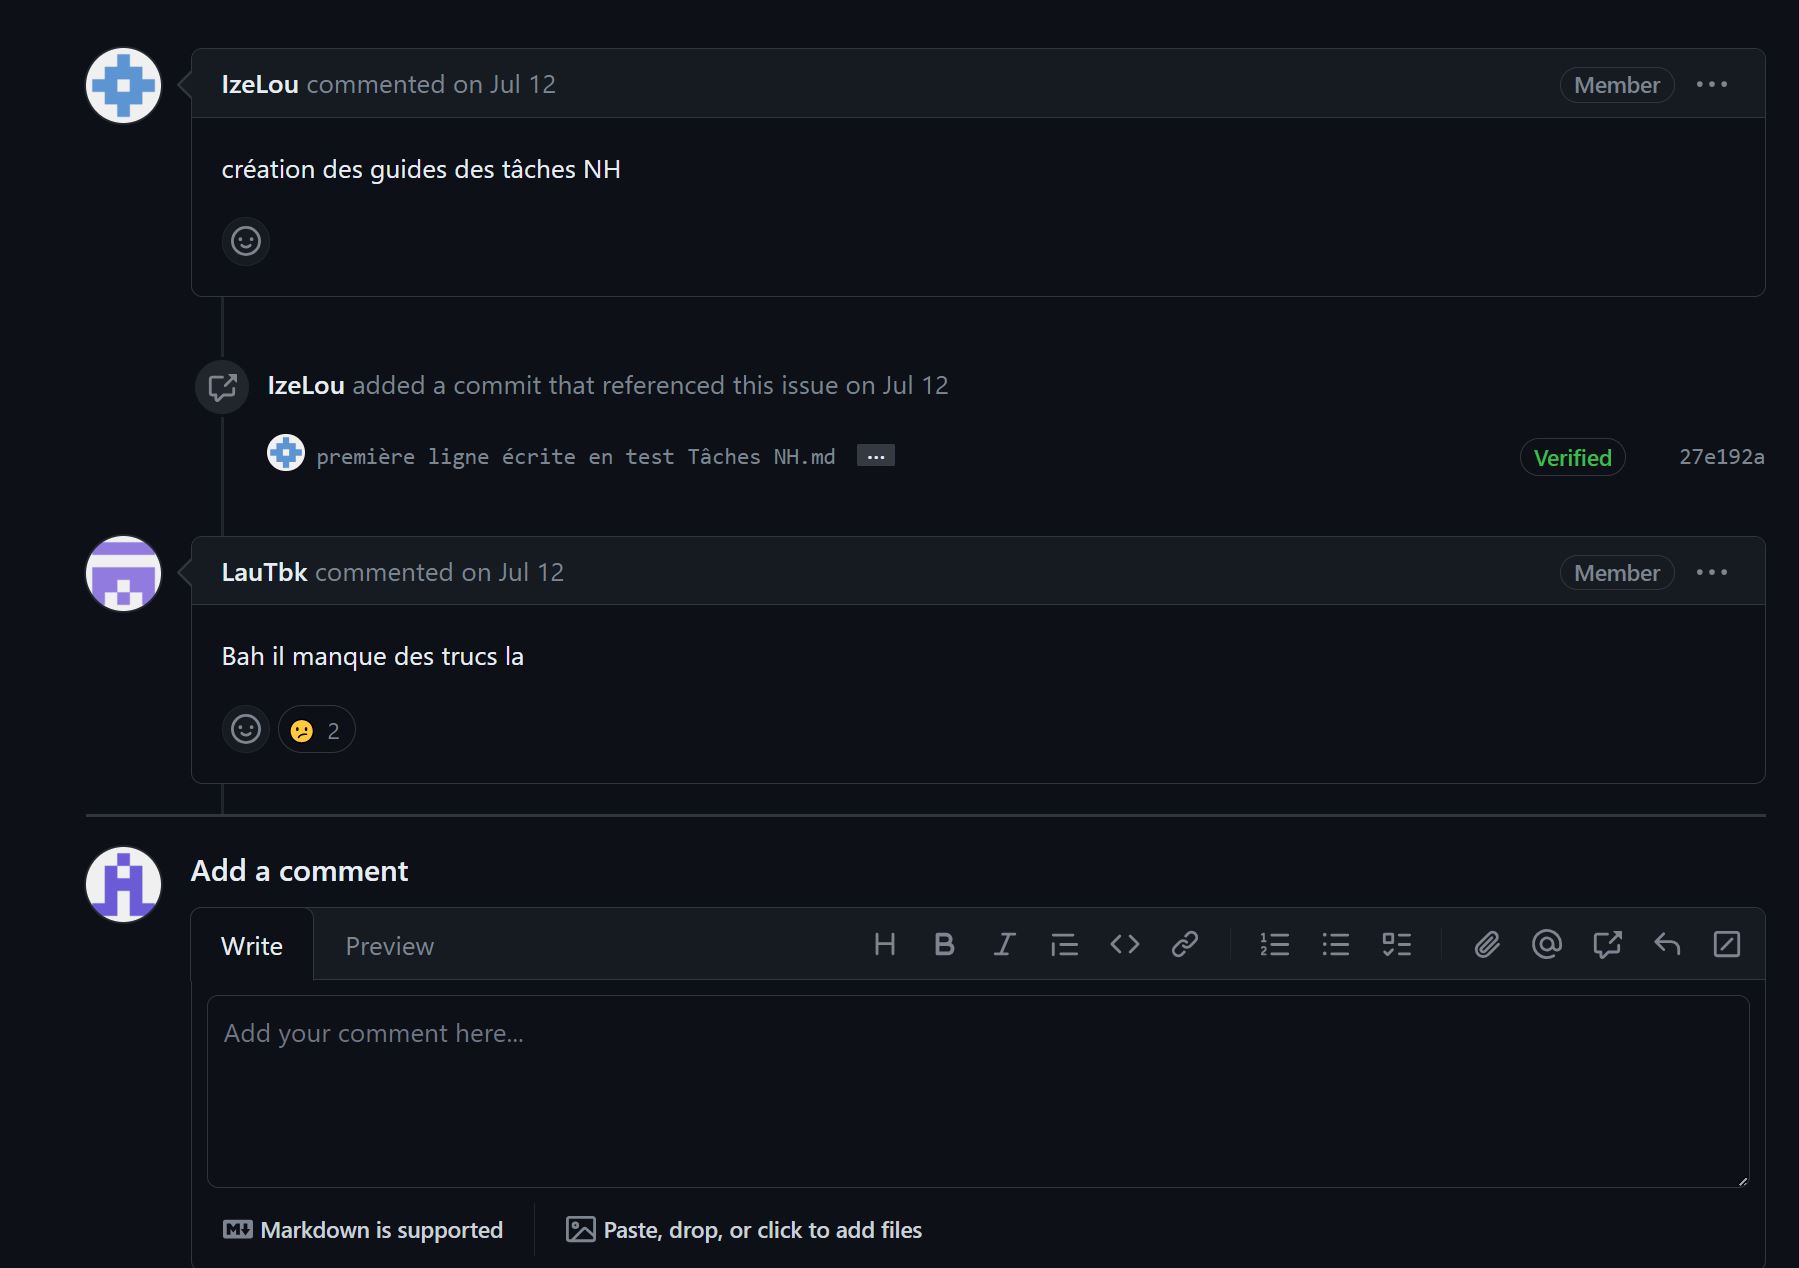 IzeLou commented on Jul 12 Member
création des guides des tâches NH
IzeLou added a commit that referenced this issue on Jul 12
première ligne écrite en test Tâches NH.md ... Verified 27e192a
LauTbk commented on Jul 12 Member
Bah il manque des trucs la
2
Add a comment
Write Preview
Add your comment here...
Markdown is supported Paste, drop, or click to add files